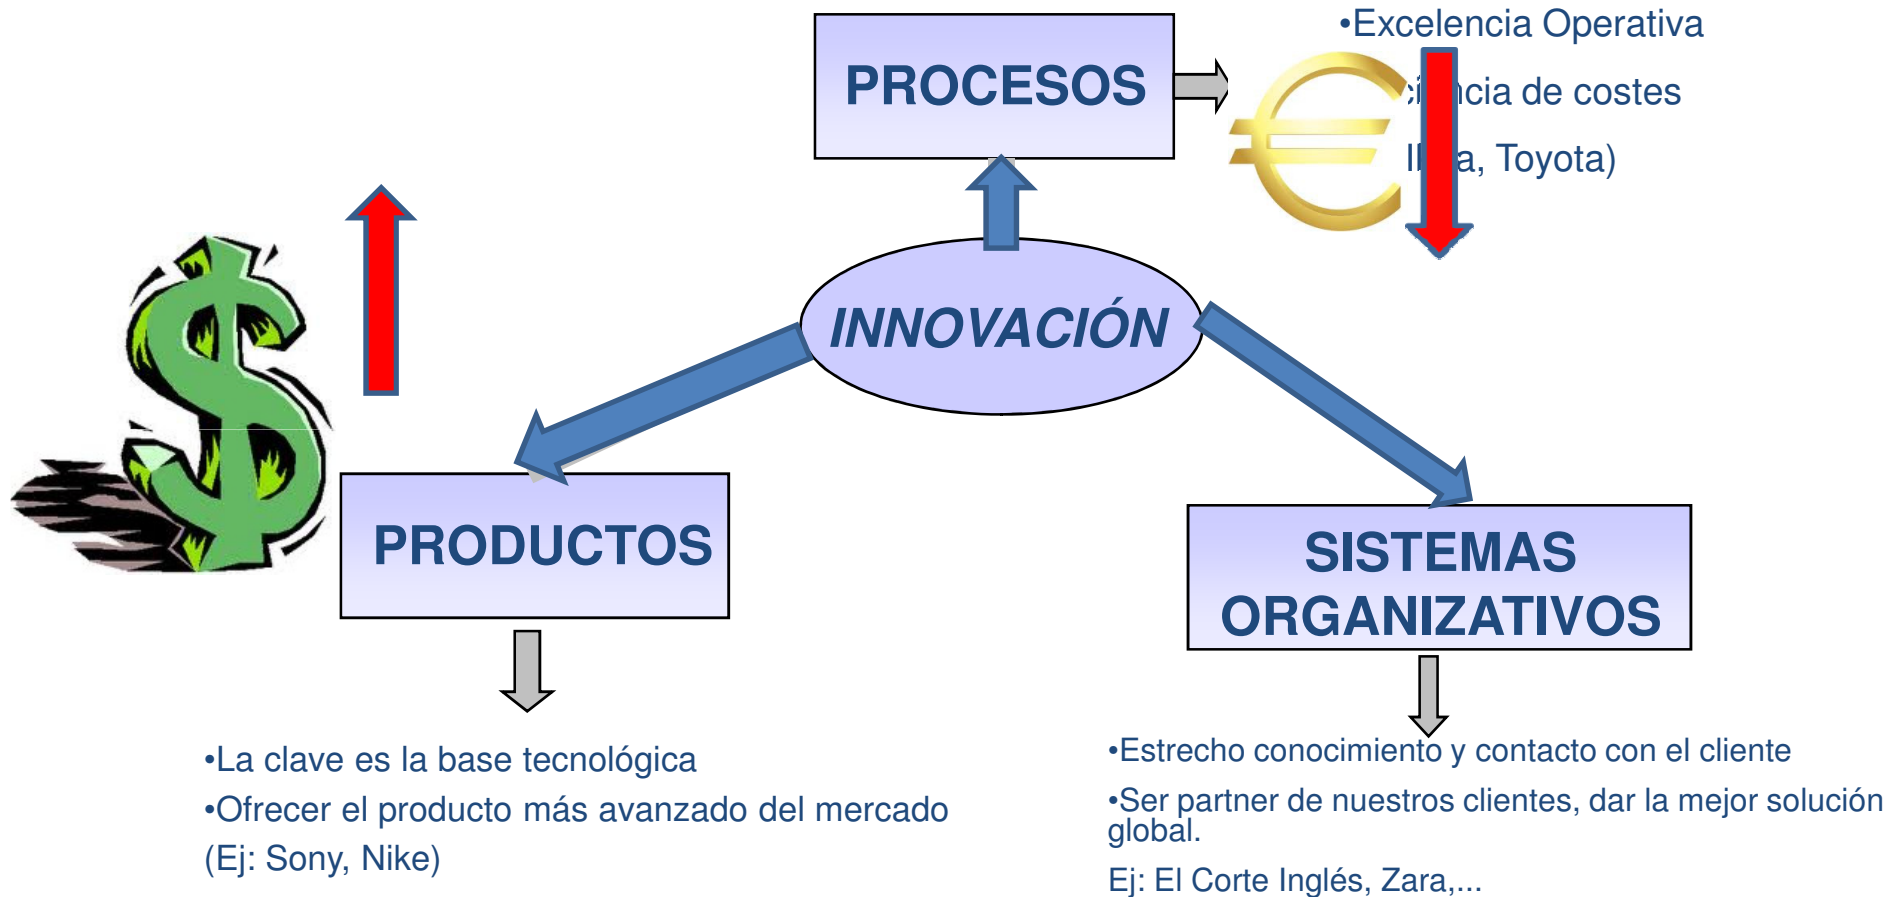 •Excelencia Operativa
PROCESOS
de costes
Toyota)
INNOVACIÓN
PRODUCTOS
SISTEMAS
ORGANIZATIVOS
•La clave es la base tecnológica
•Ofrecer el producto más avanzado del mercado
(Ej: Sony, Nike)
•Estrecho conocimiento y contacto con el cliente
•Ser partner de nuestros clientes, dar la mejor solución
global.
Ej: El Corte Inglés, Zara,...